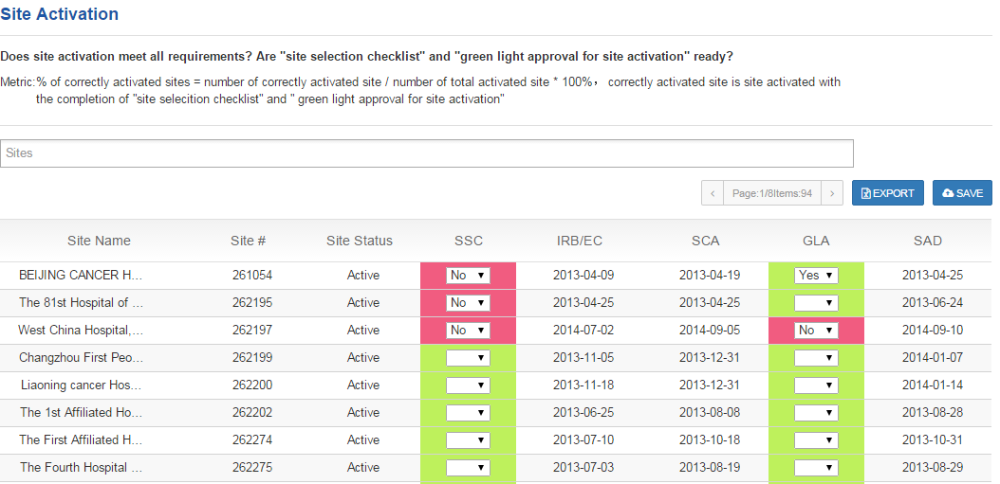 Site Activation
Does site activation meet all requirements? Are "site selection checklist" and "green light approval for site activation" ready?
Metric:% of correctly activated sites = number of correctly activated site / number of total activated site * 100%， correctly activated site is site activated with
the completion of "site selecition checklist" and " green light approval for site activation"
Sites
‹ Page:1/8Items:94 › EXPORT SAVE
Site Name Site # Site Status SSC IRB/EC SCA GLA SAD
BEIJING CANCER H... 261054 Active No 2013-04-09 2013-04-19 Yes 2013-04-25
The 81st Hospital of ... 262195 Active No 2013-04-25 2013-04-25 2013-06-24
West China Hospital,... 262197 Active No 2014-07-02 2014-09-05 No 2014-09-10
Changzhou First Peo... 262199 Active 2013-11-05 2013-12-31 2014-01-07
Liaoning cancer Hos... 262200 Active 2013-11-18 2013-12-31 2014-01-14
The 1st Affiliated Ho... 262202 Active 2013-06-25 2013-08-08 2013-08-28
The First Affiliated H... 262274 Active 2013-07-10 2013-10-18 2013-10-31
The Fourth Hospital ... 262275 Active 2013-07-03 2013-08-19 2013-08-29